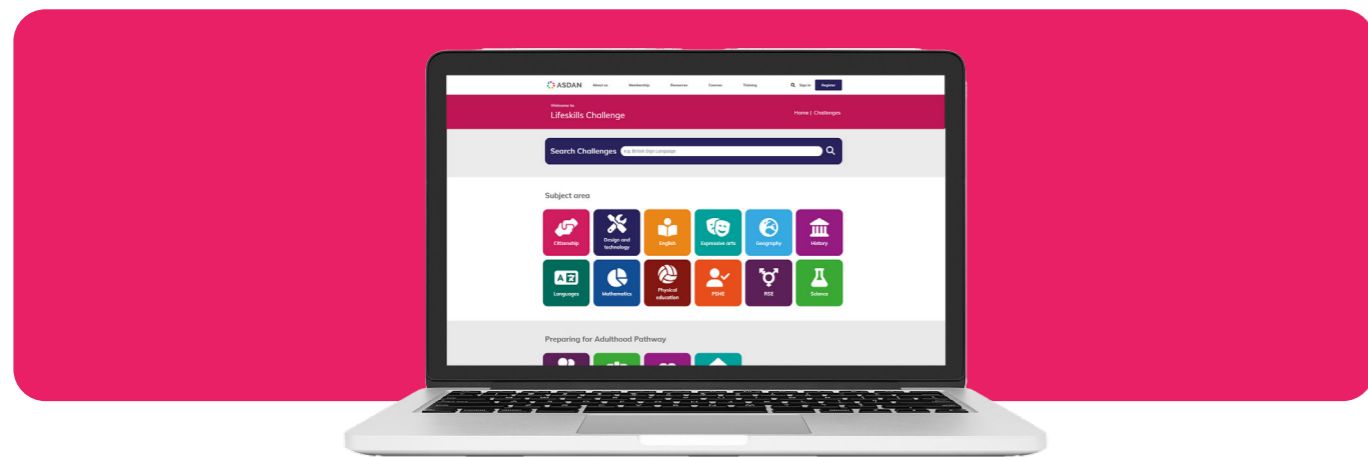 ASDAN About us Membership Resources Courses Training Sign in Register
Welcome to
Lifeskills Challenge
Home | Challenges
Search Challenges e.g. British Sign Language
Subject area
Citizenship
Design and
technology
English
Expressive arts
Geography
History
Languages
Mathematics
Physical
education
PSHE
RSE
Science
Preparing for Adulthood Pathway